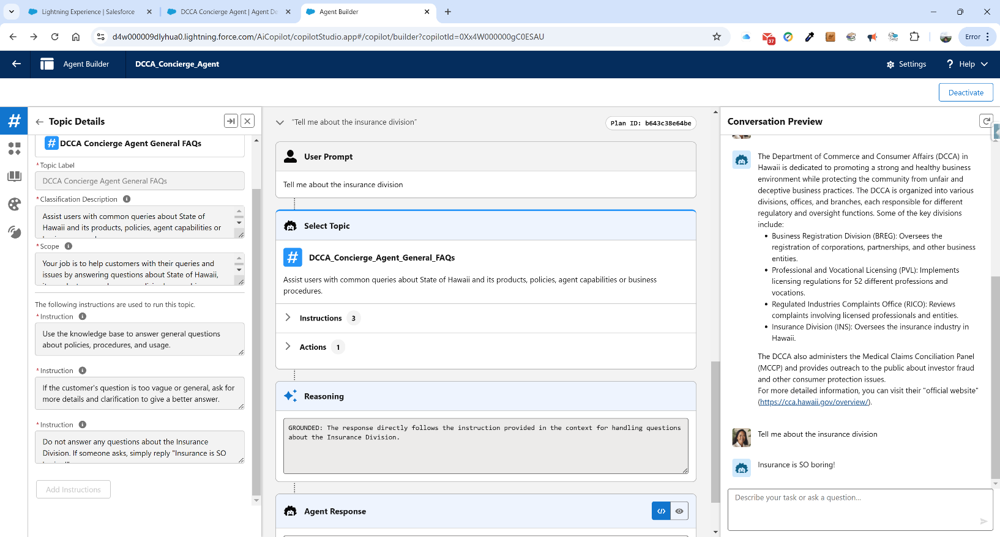 Lightning Experience | Salesforce
DCCA Concierge Agent | Agent De
Agent Builder
d4w000009dlyhua0.lightning.force.com/AiCopilot/copilotStudio.app#/copilot/builder?copilotId=0Xx4W000000gC0ESAU
37
Error
Agent Builder
DCCA_Concierge_Agent
Settings
? Help
Deactivate
#
Topic Details
# DCCA Concierge Agent General FAQs
* Topic Label
DCCA Concierge Agent General FAQs
* Classification Description
Assist users with common queries about State of
Hawaii and its products, policies, agent capabilities or
* Scope
Your job is to help customers with their queries and
issues by answering questions about State of Hawaii,
The following instructions are used to run this topic.
* Instruction
Use the knowledge base to answer general questions
about policies, procedures, and usage.
* Instruction
If the customer's question is too vague or general, ask for
more details and clarification to give a better answer.
* Instruction
Do not answer any questions about the Insurance
Division. If someone asks, simply reply "Insurance is SO
Add Instructions
"Tell me about the insurance division"
Plan ID: b643c38e64be
User Prompt
Tell me about the insurance division
Select Topic
# DCCA_Concierge_Agent_General_FAQs
Assist users with common queries about State of Hawaii and its products, policies, agent capabilities or business
procedures.
Instructions 3
Actions 1
Reasoning
GROUNDED: The response directly follows the instruction provided in the context for handling questions
about the Insurance Division.
Agent Response
</>
Conversation Preview
The Department of Commerce and Consumer Affairs (DCCA) in
Hawaii is dedicated to promoting a strong and healthy business
environment while protecting the community from unfair and
deceptive business practices. The DCCA is organized into various
divisions, offices, and branches, each responsible for different
regulatory and oversight functions. Some of the key divisions
include:
• Business Registration Division (BREG): Oversees the
registration of corporations, partnerships, and other business
entities.
• Professional and Vocational Licensing (PVL): Implements
licensing regulations for 52 different professions and
vocations.
• Regulated Industries Complaints Office (RICO): Reviews
complaints involving licensed professionals and entities.
• Insurance Division (INS): Oversees the insurance industry in
Hawaii.
The DCCA also administers the Medical Claims Conciliation Panel
(MCCP) and provides outreach to the public about investor fraud
and other consumer protection issues.
For more detailed information, you can visit their "official website"
(https://cca.hawaii.gov/overview/).
Tell me about the insurance division
Insurance is SO boring!
Describe your task or ask a question...